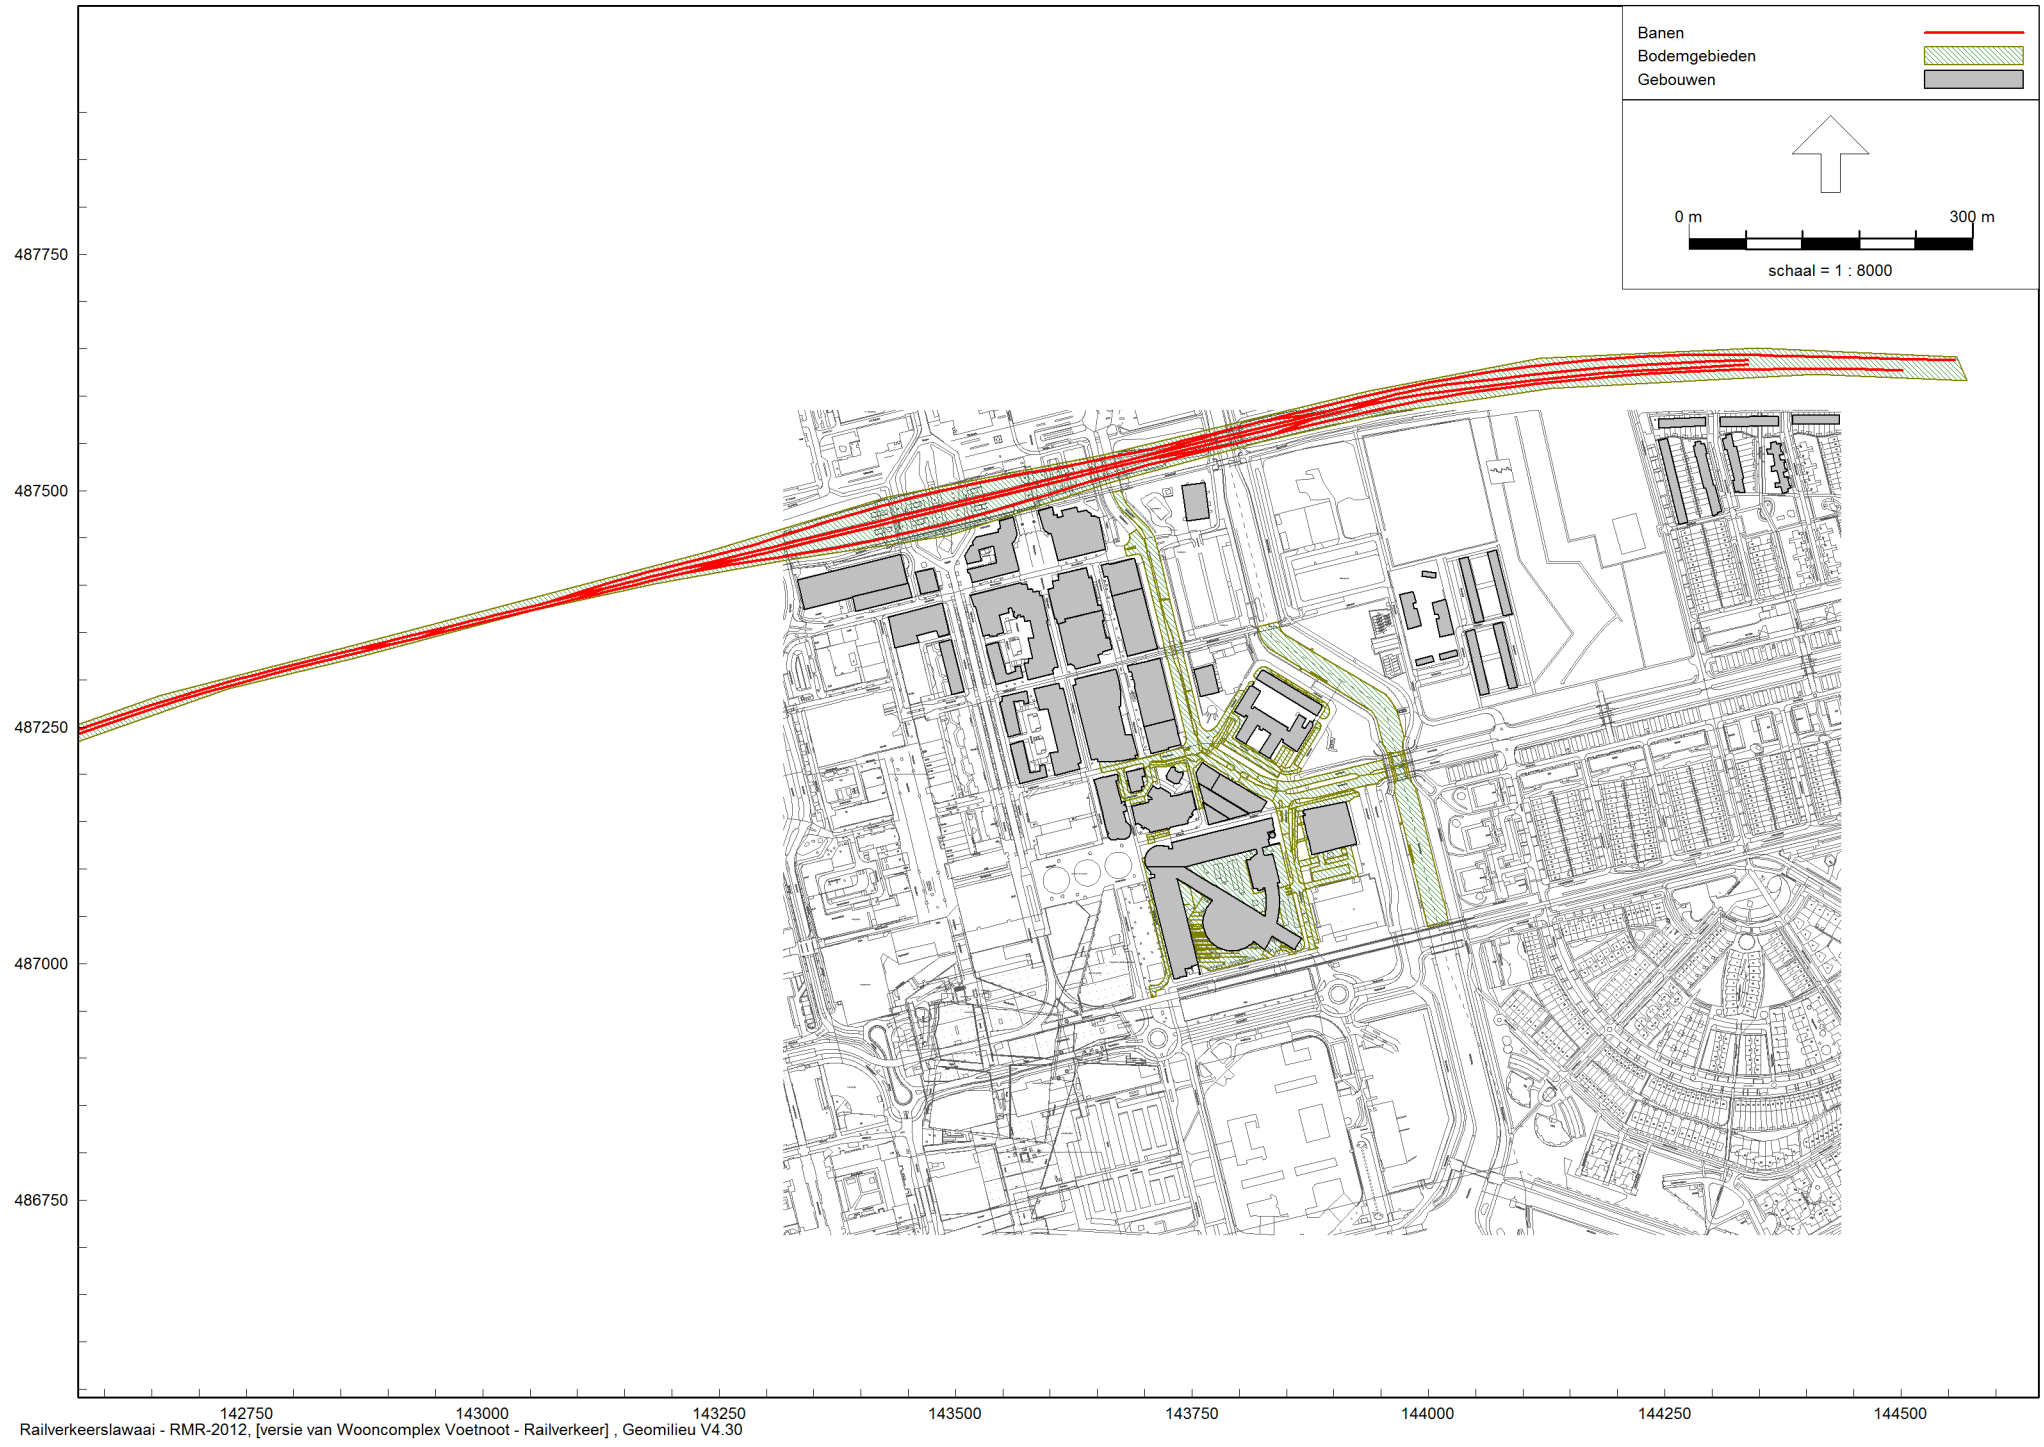 Banen
Bodemgebieden
Gebouwen
0 m 300 m
schaal = 1 : 8000
487750
487500
487250
487000
486750
142750 143000 143250 143500 143750 144000 144250 144500
Railverkeerslawaai - RMR-2012, [versie van Wooncomplex Voetnoot - Railverkeer] , Geomilieu V4.30